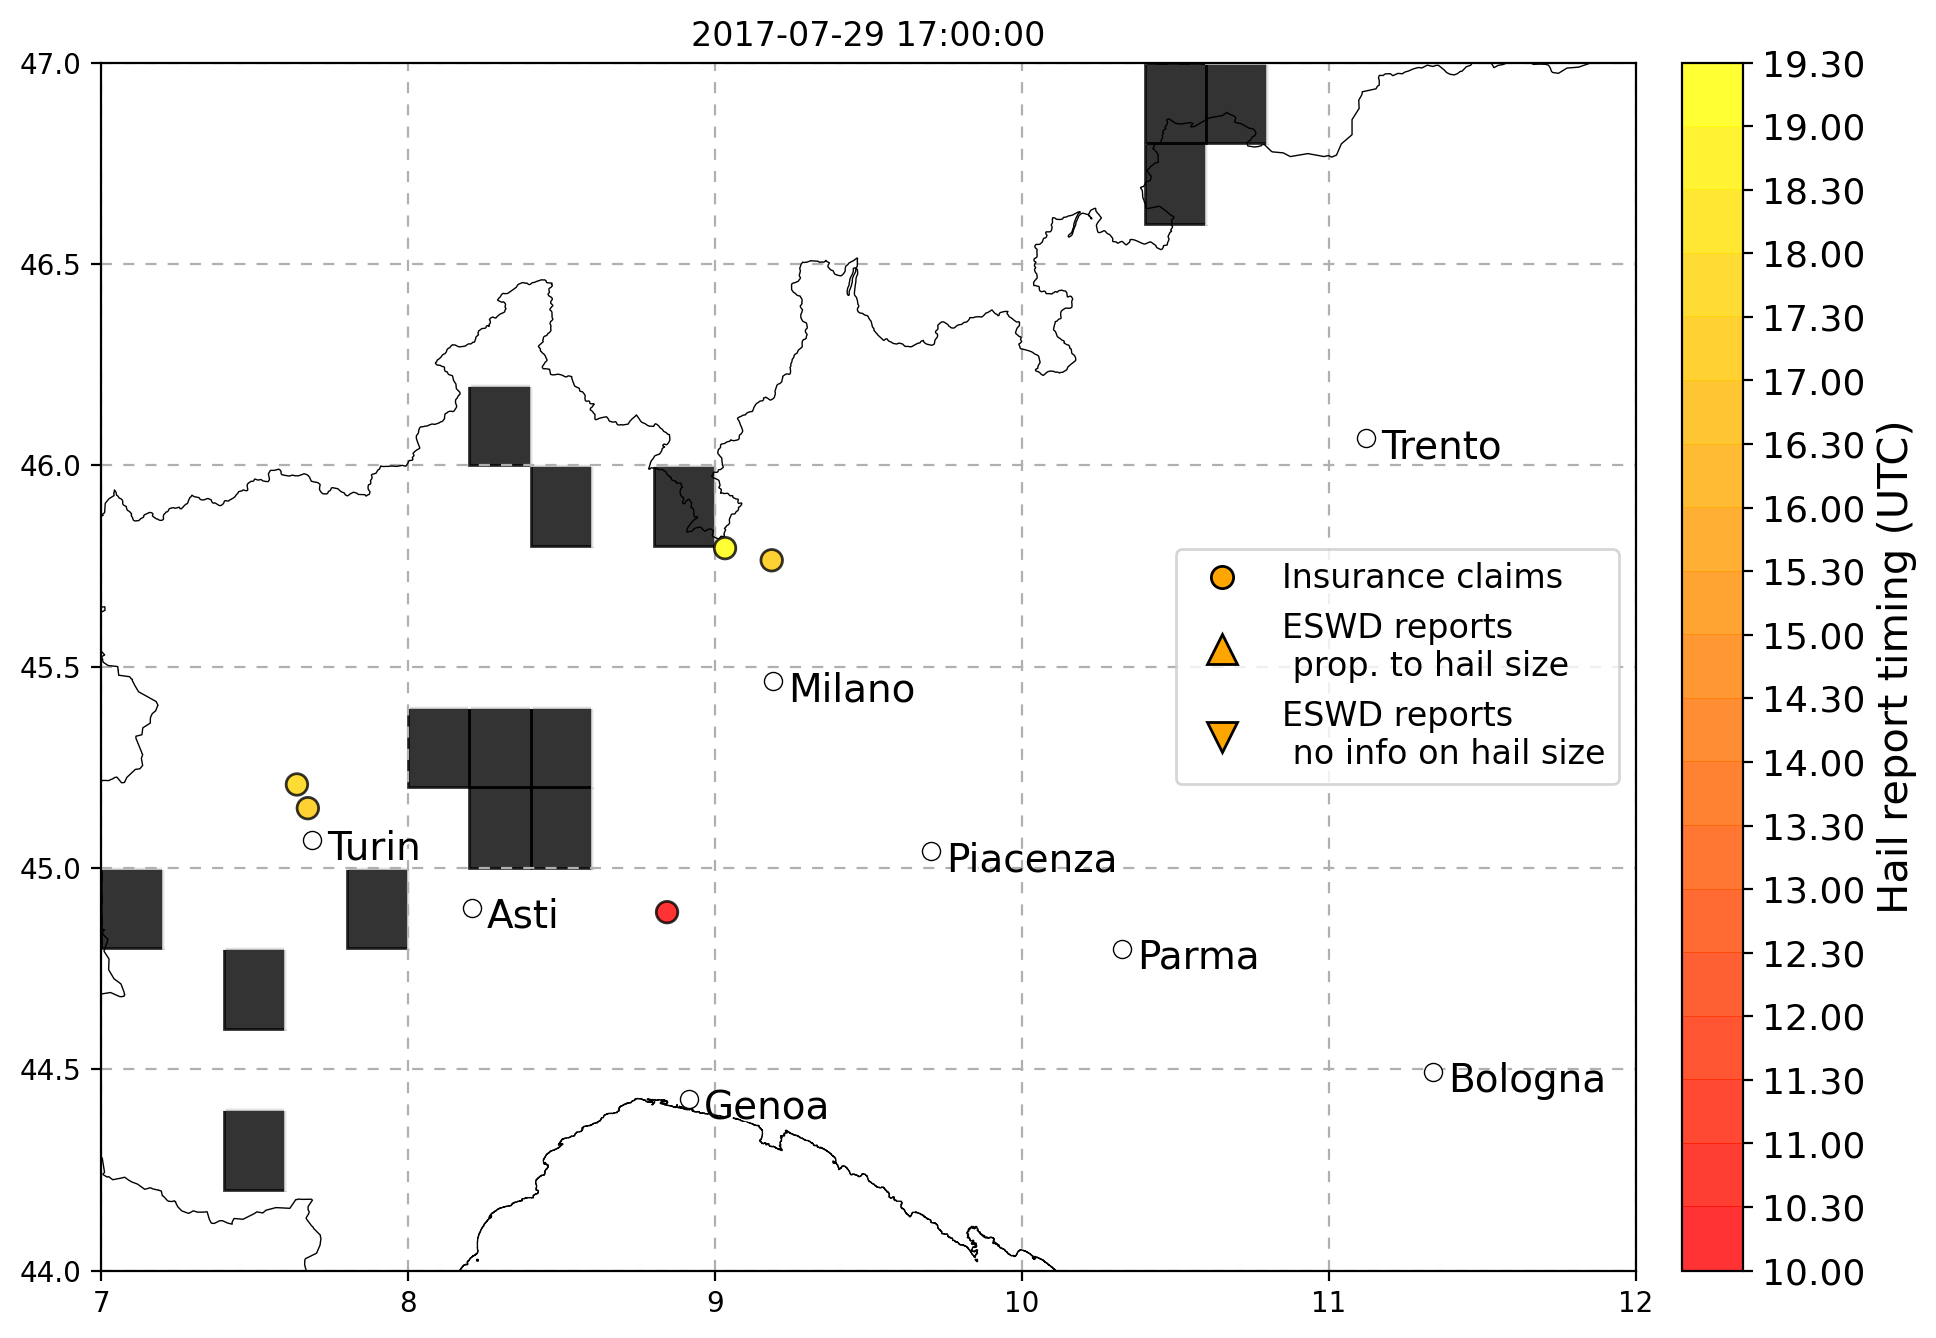 2017-07-29 17:00:00
47.0
46.5
46.0
45.5
45.0
44.5
44.0
7
8
9
10
11
12
Trento
Milano
Turin
Piacenza
Asti
Parma
Bologna
Genoa
Insurance claims
ESWD reports
prop. to hail size
ESWD reports
no info on hail size
19.30
19.00
18.30
18.00
17.30
17.00
16.30
16.00
15.30
15.00
14.30
14.00
13.30
13.00
12.30
12.00
11.30
11.00
10.30
10.00
Hail report timing (UTC)